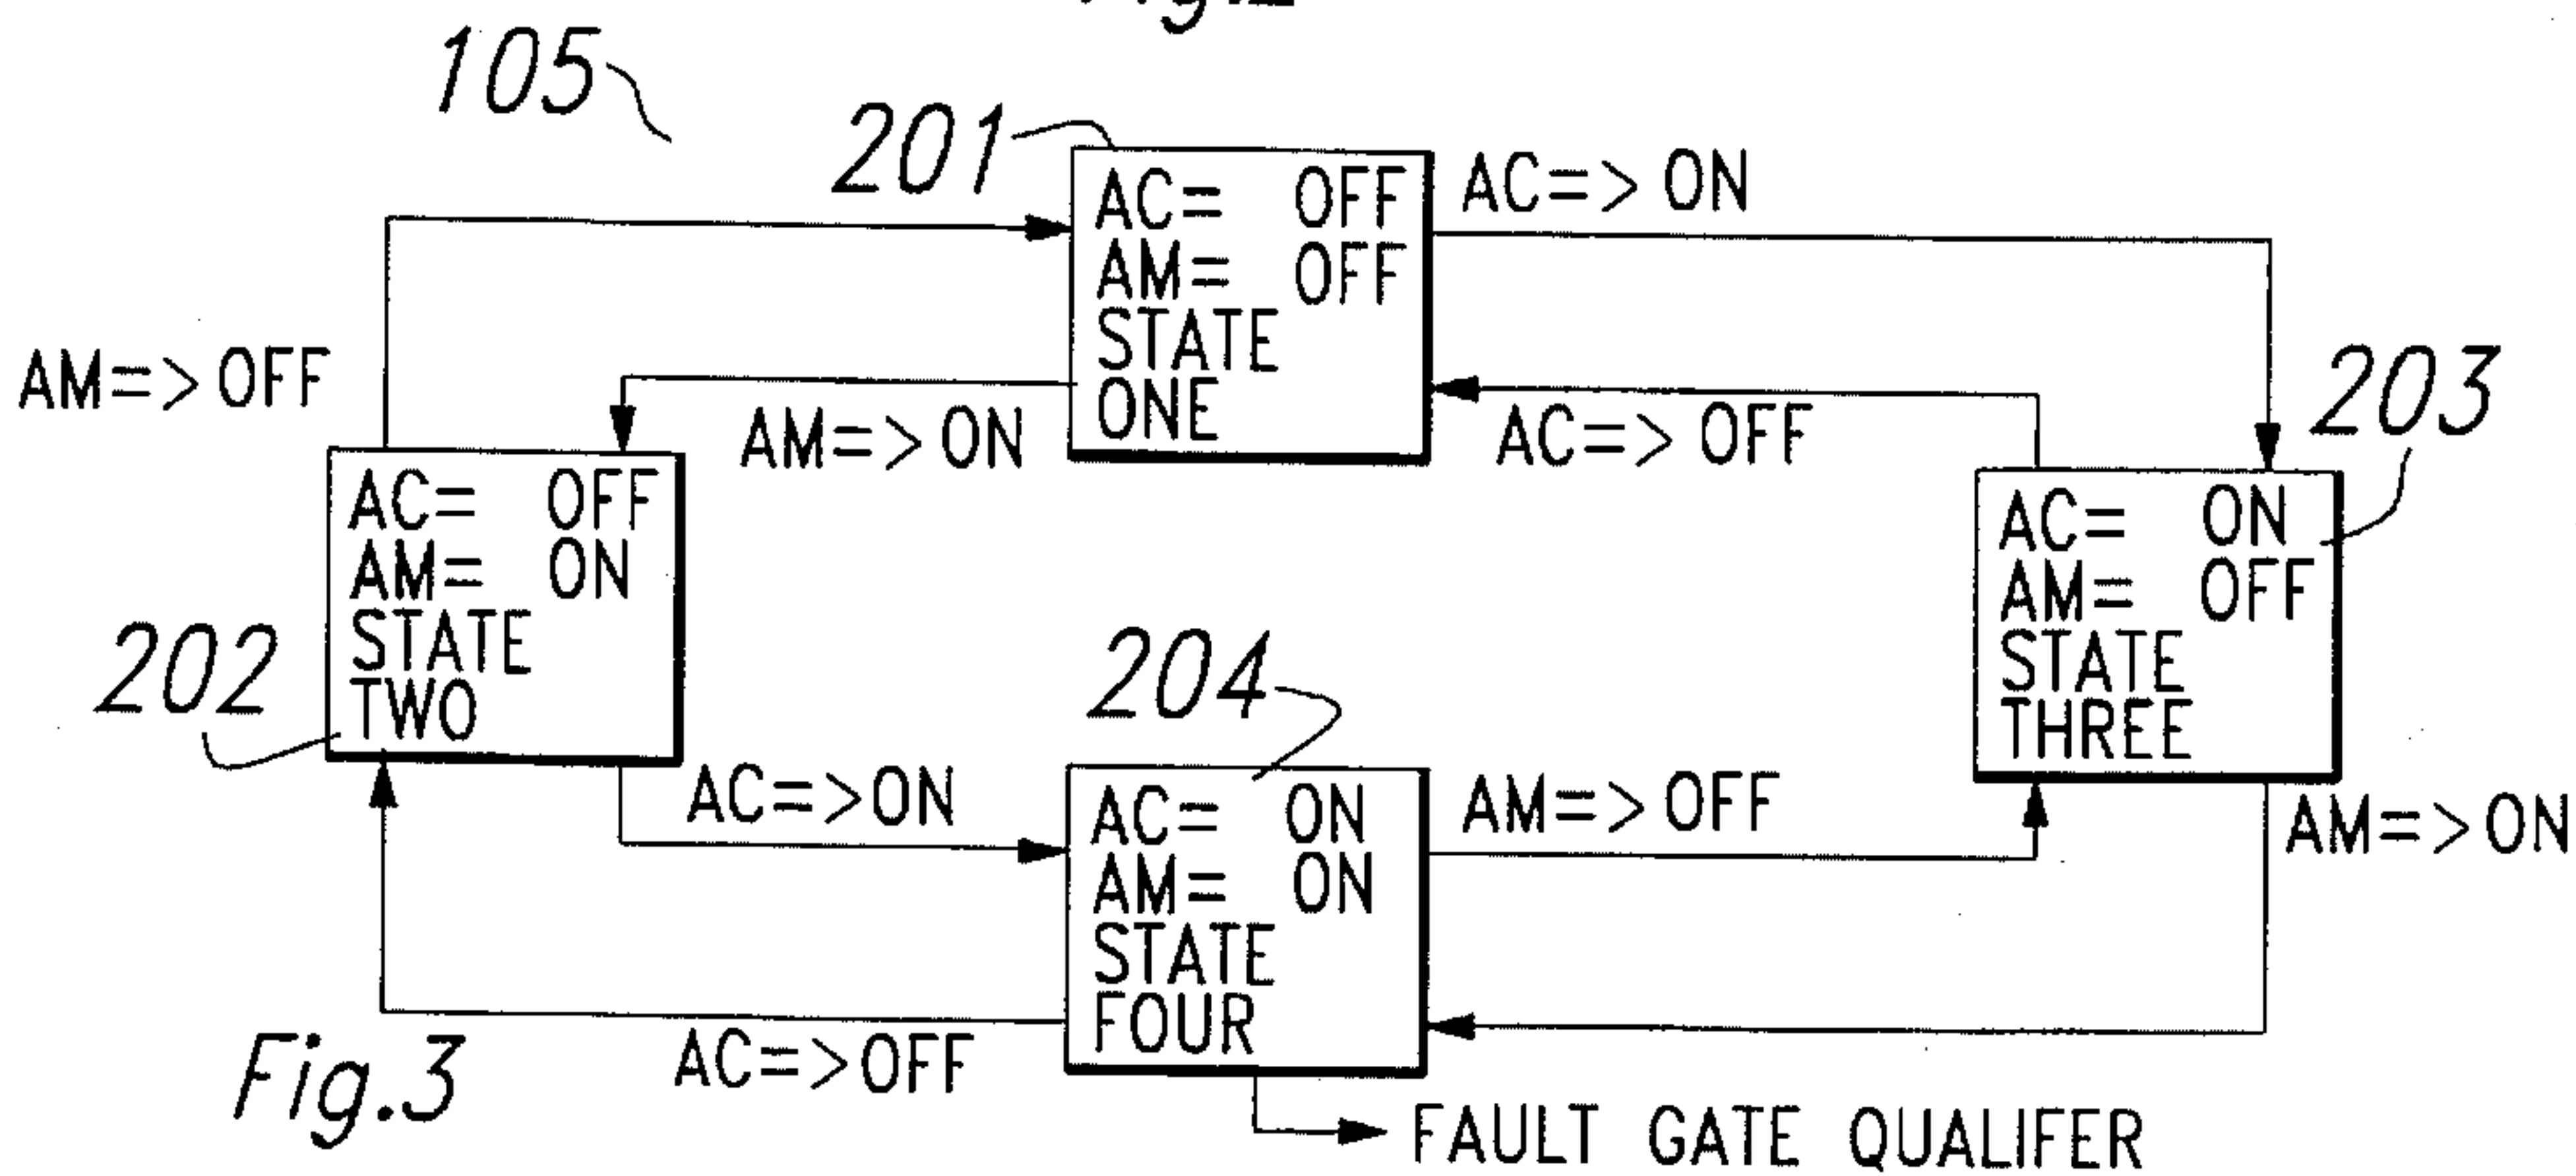 105
201
AC= OFF
AM= OFF
STATE
ONE
AC=> ON
AM=> OFF
AM=> ON
AC=> OFF
203
AC= OFF
AM= ON
STATE
TWO
202
AC= ON
AM= OFF
STATE
THREE
204
AC=>ON
AC= ON
AM= ON
STATE
FOUR
AM=> OFF
AM=> ON
AC=>OFF
Fig.3
FAULT GATE QUALIFER